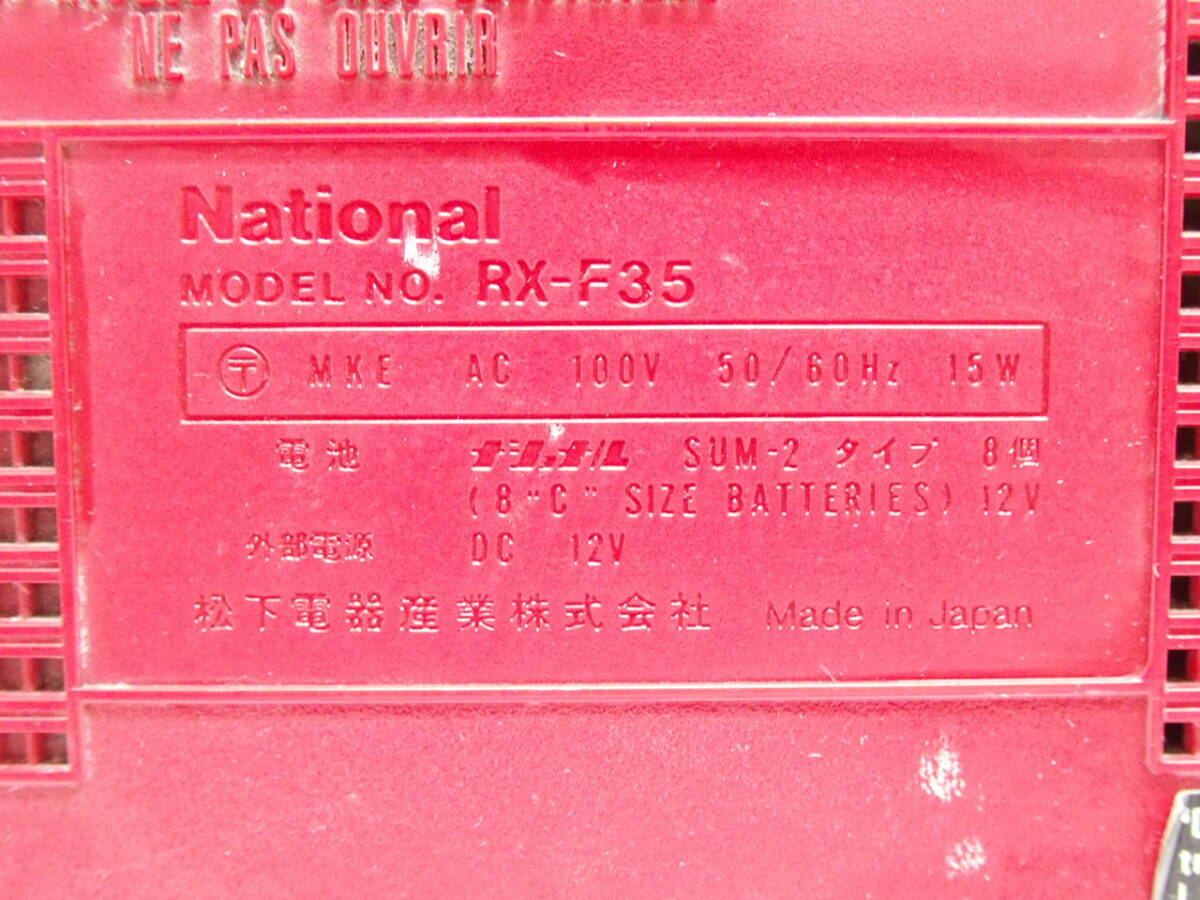 NE PAS OUVRIR
National
MODEL NO. RX-F35
〶 MKE AC 100V 50/60Hz 15W
電池 ナショナル SUM-2 タイプ 8個
(8 "C" SIZE BATTERIES) 12V
外部電源 DC 12V
松下電器産業株式会社 Made in Japan